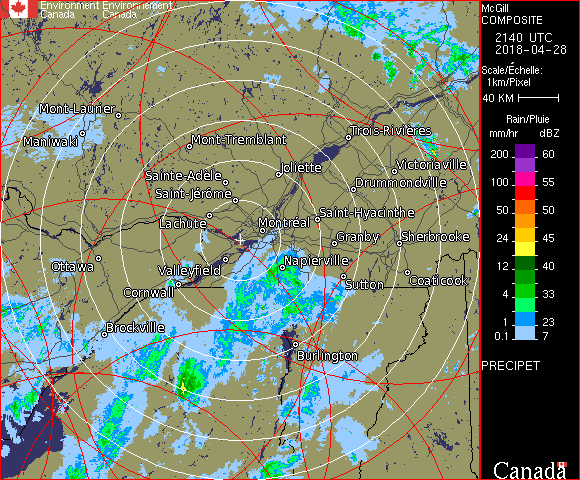 Environment Environnement
Canada Canada
McGill
COMPOSITE
2140 UTC
2018-04-28
Scale/Échelle:
1km/Pixel
40 KM
Rain/Pluie
mm/hr dBZ
200 60
100 55
50 50
24 45
12 40
4 33
1 23
0.1 7
PRECIPET
Canada
Mont-Laurier
Maniwaki
Mont-Tremblant
Trois-Rivières
Sainte-Adèle
Joliette
Victoriaville
Saint-Jérôme
Drummondville
Lachute
Montréal
Saint-Hyacinthe
Granby
Sherbrooke
Ottawa
Valleyfield
Napierville
Cornwall
Sutton
Coaticook
Brockville
Burlington